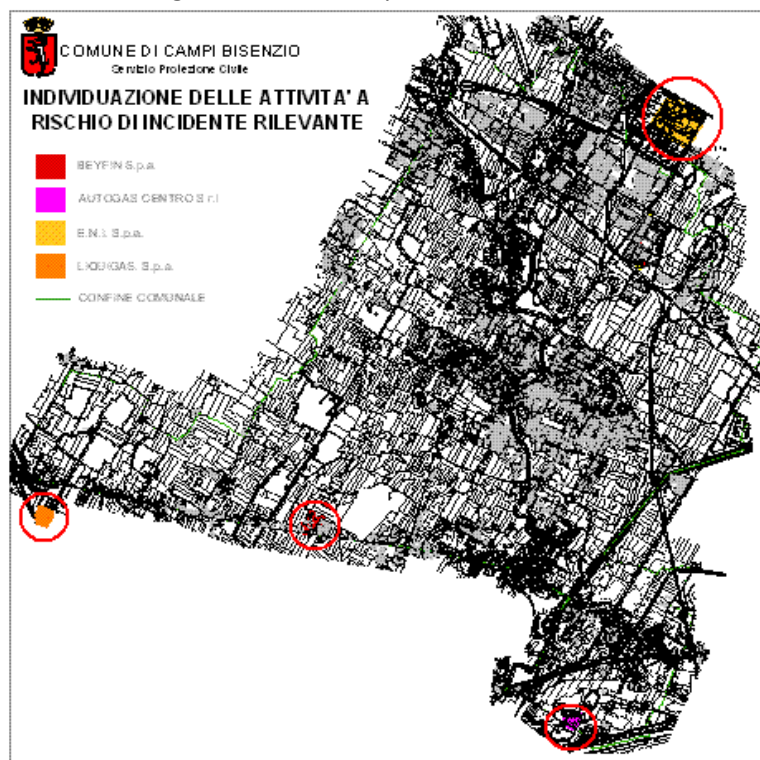 COMUNE DI CAMPI BISENZIO
Servizio Protezione Civile
INDIVIDUAZIONE DELLE ATTIVITA' A
RISCHIO DI INCIDENTE RILEVANTE
BEYFIN S.p.a.
AUTOGAS CENTRO S.r.l
E.N.I. S.p.a.
LIQUIGAS. S.p.a.
CONFINE COMUNALE